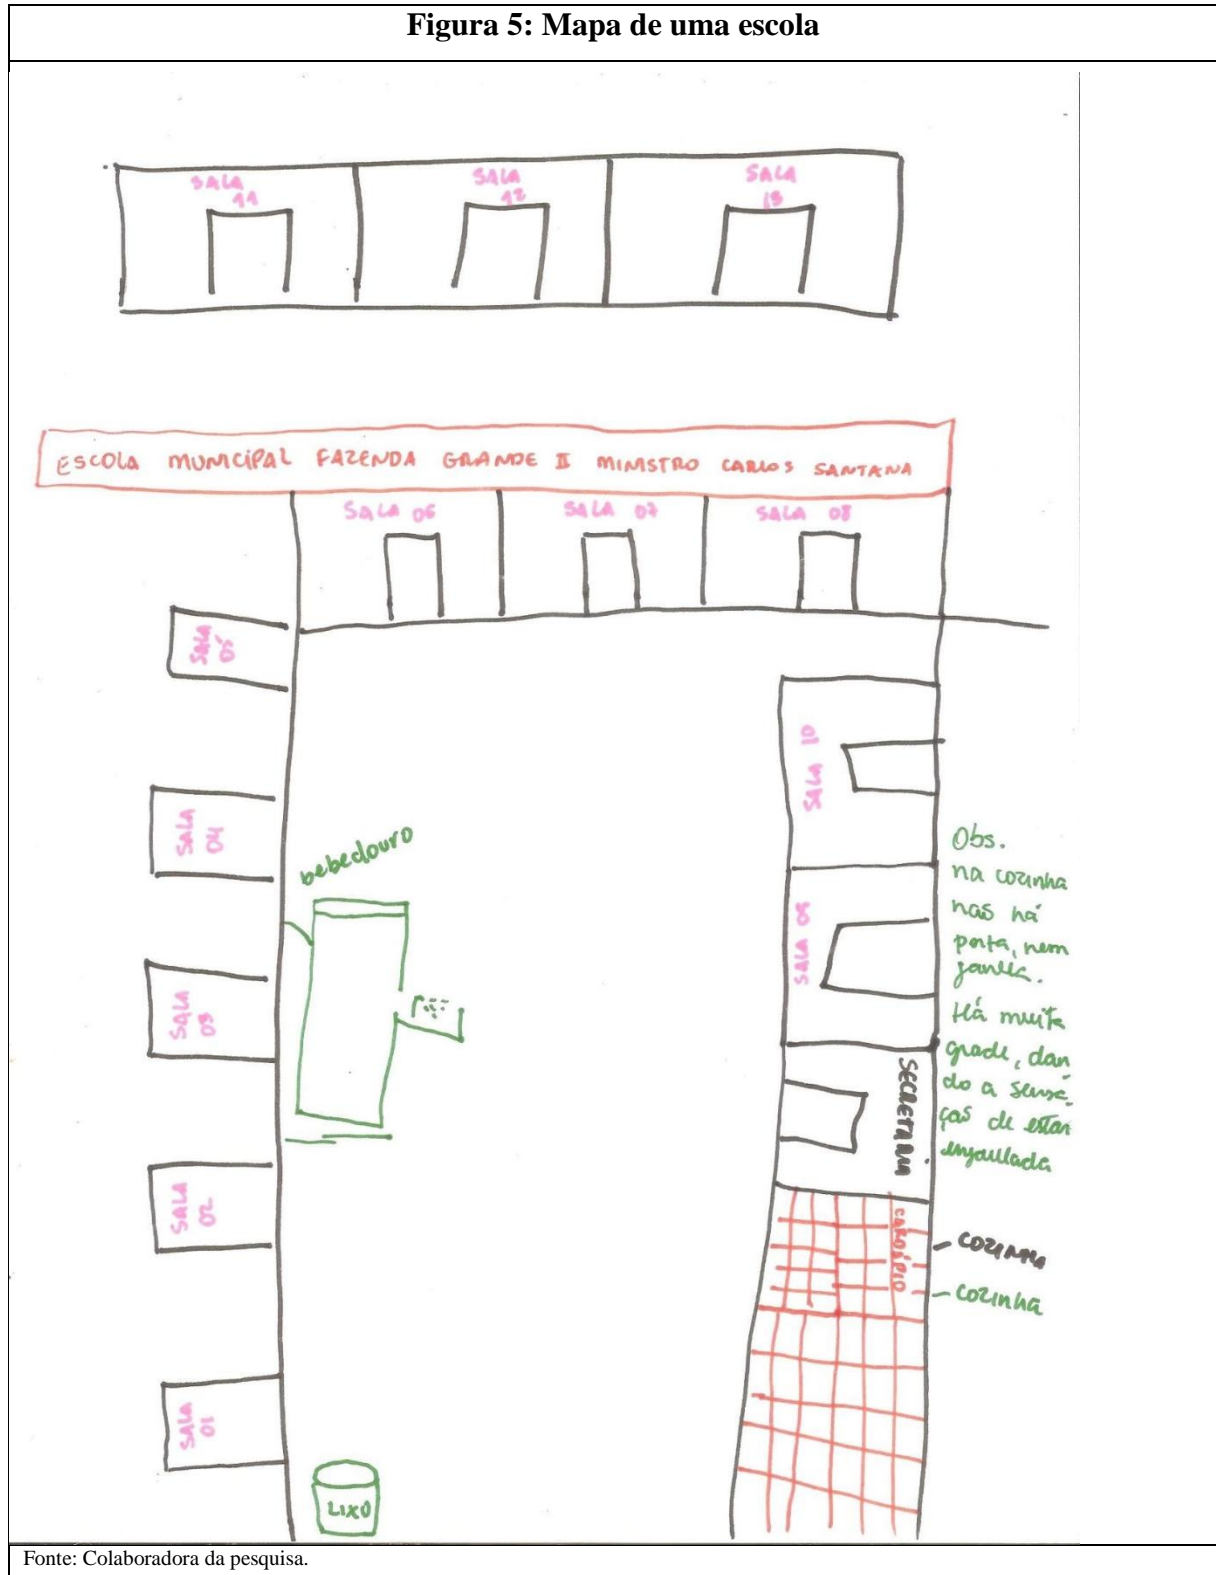 Figura 5: Mapa de uma escola
SALA
11
SALA
12
SALA
13
ESCOLA MUNICIPAL FAZENDA GRANDE II MINISTRO CARLOS SANTANA
SALA 06
SALA 07
SALA 08
SALA
05
SALA
04
SALA
03
SALA
02
SALA
01
bebedouro
LIXO
SALA 10
SALA 09
SECRETARIA
Obs.
na cozinha
nas há
porta, nem
janela.
Há muita
grade, dan
do a sensa
ças de estar
enjaulada
COZINHA
COZINHA
Fonte: Colaboradora da pesquisa.